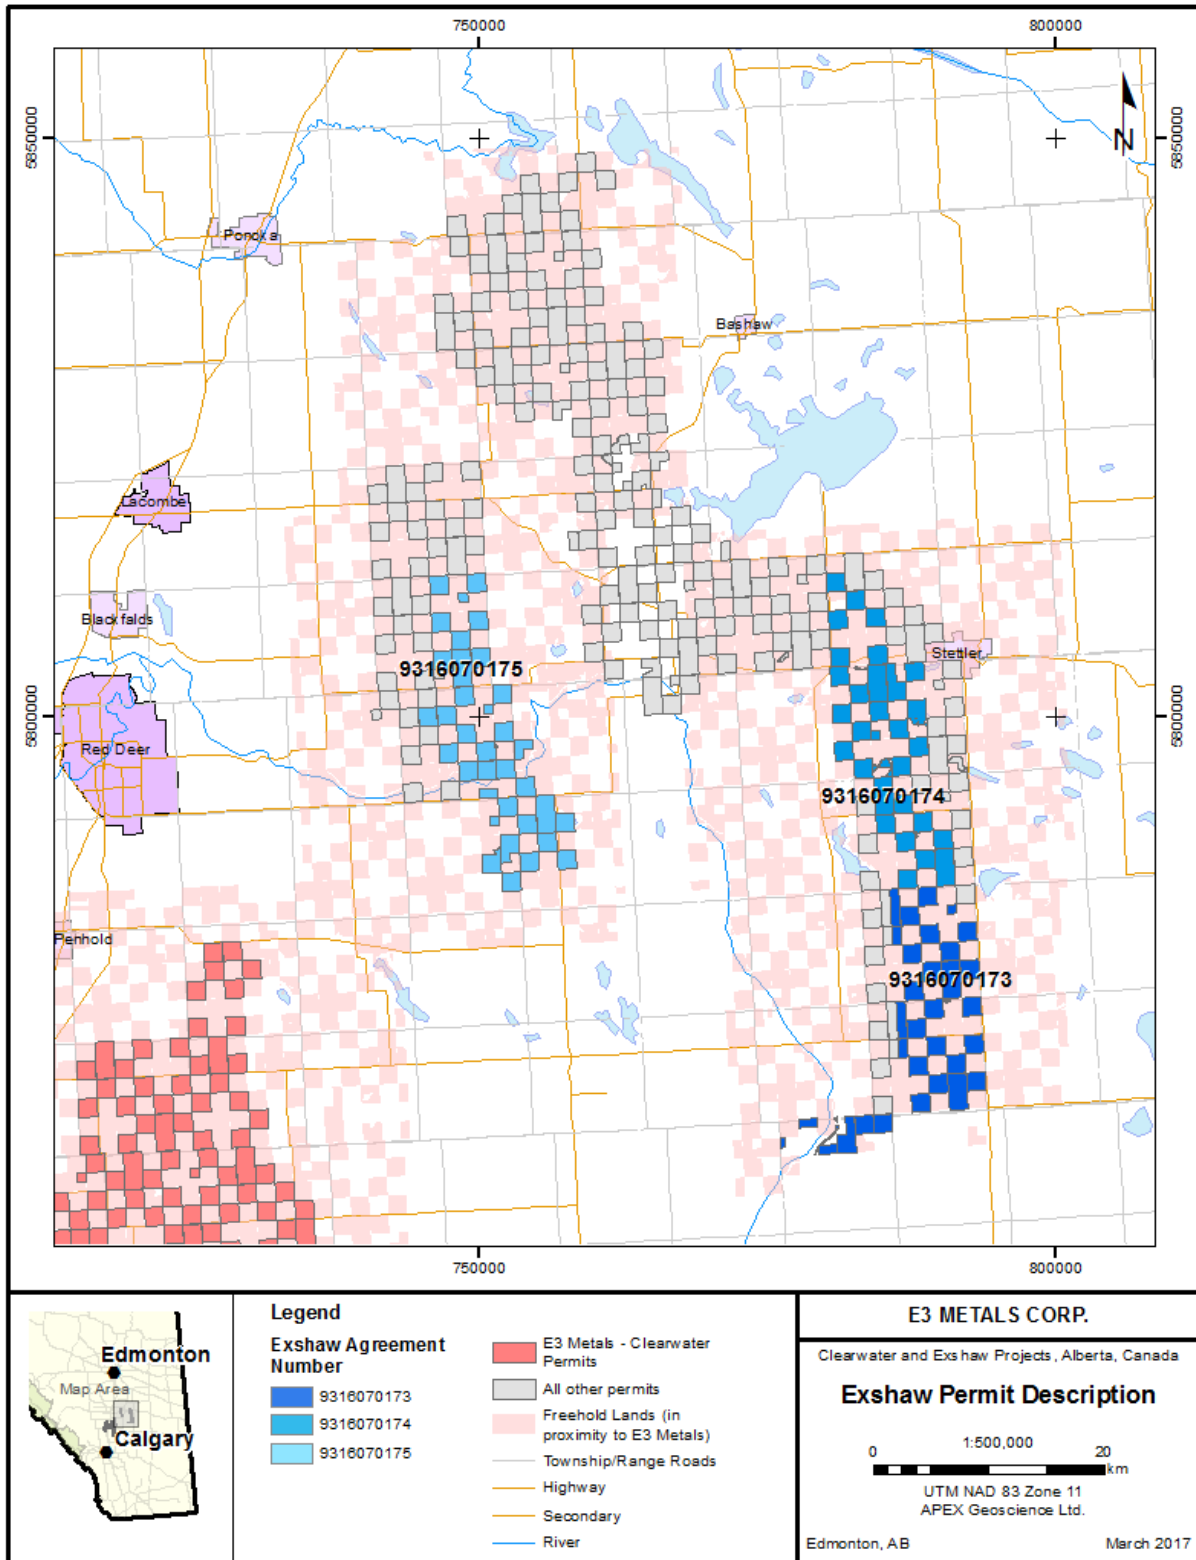 750000
800000
5850000
5850000
N
Ponoka
Bashaw
Lacombe
Blackfalds
Stettler
9316070175
5800000
5800000
Red Deer
9316070174
Penhold
9316070173
750000
800000
Edmonton
Map Area
Calgary
Legend
Exshaw Agreement
Number
9316070173
9316070174
9316070175
E3 Metals - Clearwater
Permits
All other permits
Freehold Lands (in
proximity to E3 Metals)
Township/Range Roads
Highway
Secondary
River
E3 METALS CORP.
Clearwater and Exshaw Projects, Alberta, Canada
Exshaw Permit Description
1:500,000
0 20
km
UTM NAD 83 Zone 11
APEX Geoscience Ltd.
Edmonton, AB March 2017